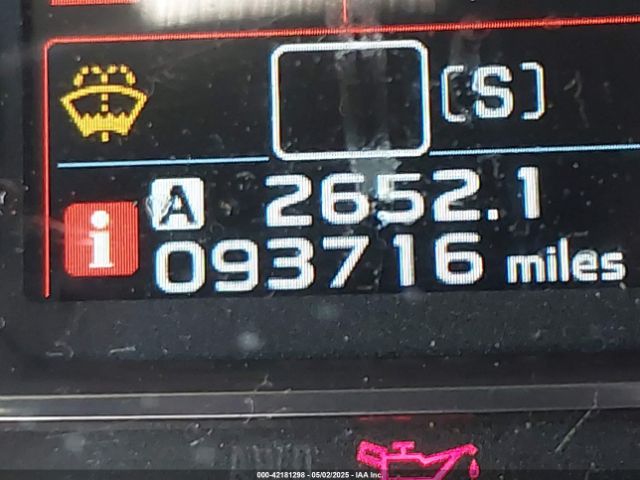 [S]
A 2652.1
i 093716 miles
000-42181298 - 05/02/2025 - IAA Inc.